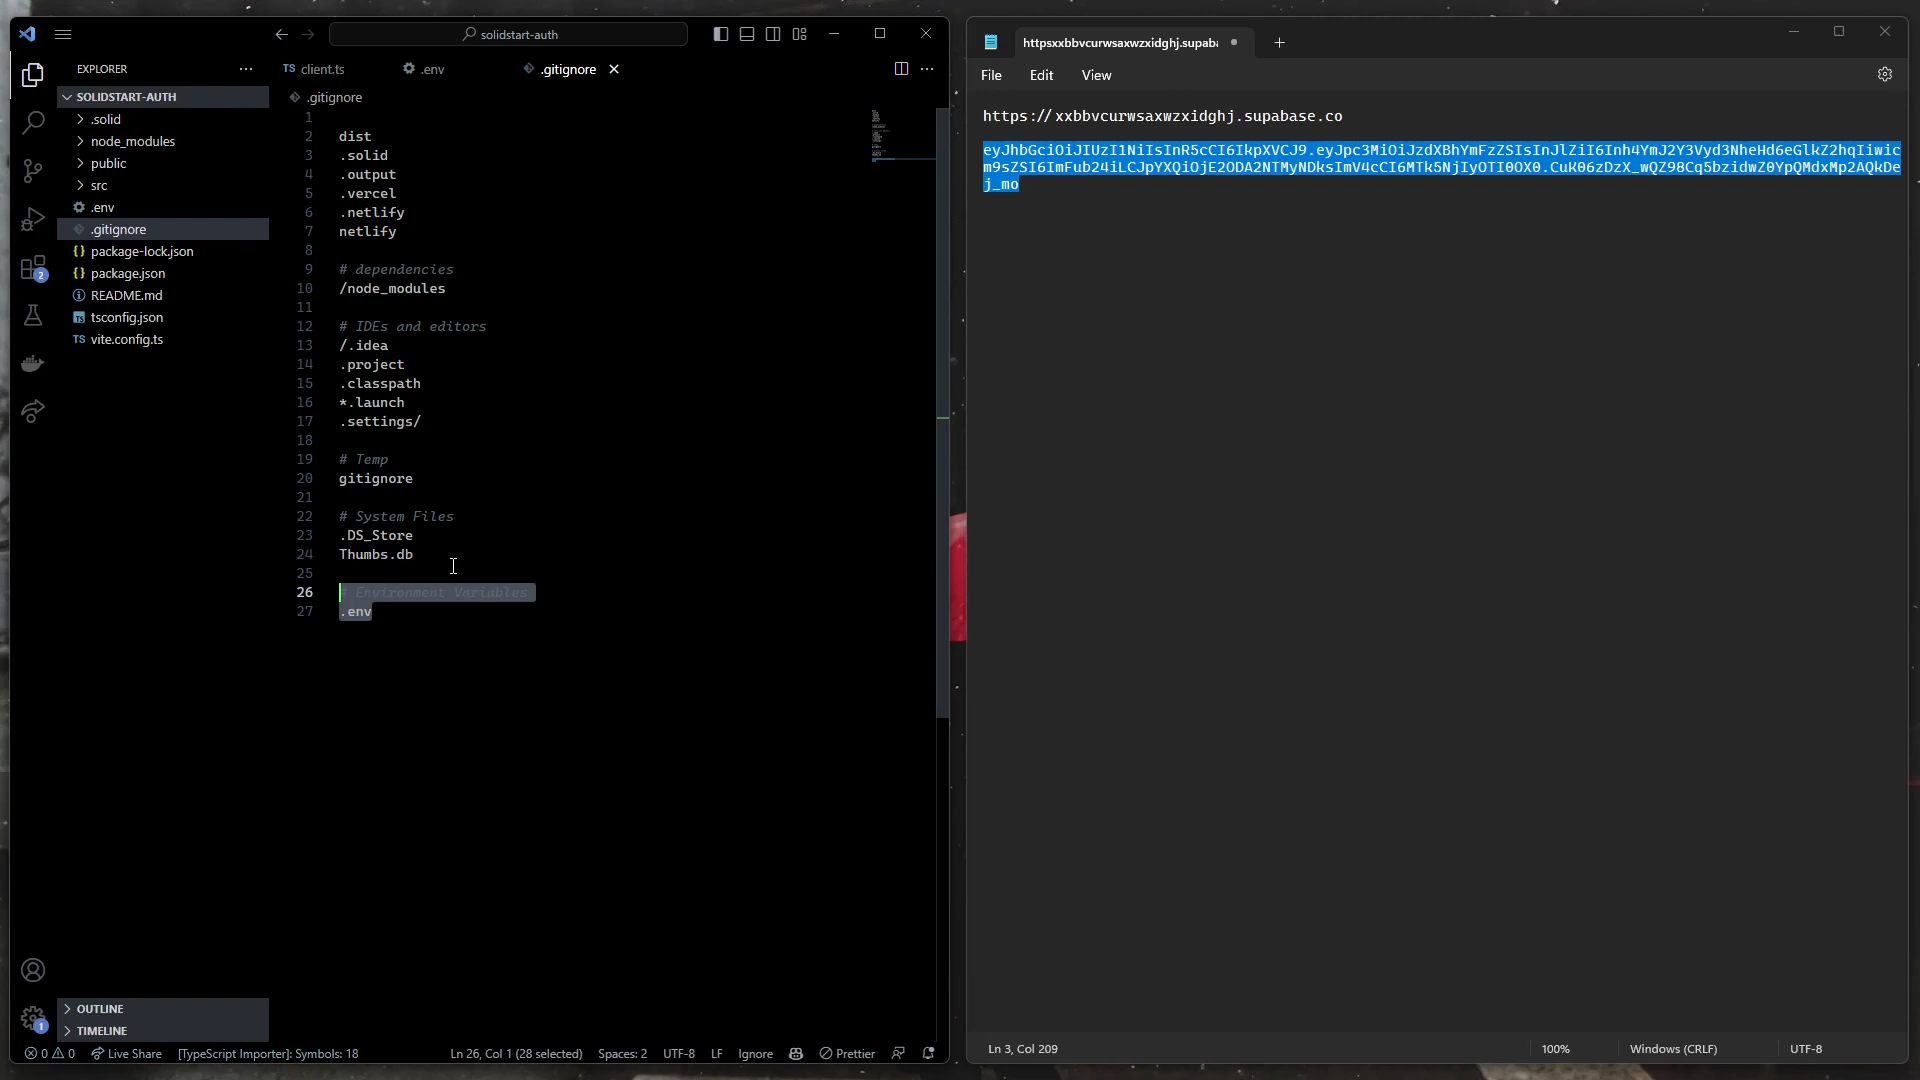 solidstart-auth
EXPLORER
SOLIDSTART-AUTH
.solid
node_modules
public
src
.env
.gitignore
package-lock.json
package.json
README.md
tsconfig.json
TS vite.config.ts
OUTLINE
TIMELINE
2
1
TS client.ts
.env
.gitignore
.gitignore
1
2 dist
3 .solid
4 .output
5 .vercel
6 .netlify
7 netlify
8
9 # dependencies
10 /node_modules
11
12 # IDEs and editors
13 /.idea
14 .project
15 .classpath
16 *.launch
17 .settings/
18
19 # Temp
20 gitignore
21
22 # System Files
23 .DS_Store
24 Thumbs.db
25
26 # Environment Variables
27 .env
0 0 Live Share [TypeScript Importer]: Symbols: 18 Ln 26, Col 1 (28 selected) Spaces: 2 UTF-8 LF Ignore Prettier
httpsxxbbvcurwsaxwzxidghj.supaba
File Edit View
https://xxbbvcurwsaxwzxidghj.supabase.co
eyJhbGciOiJIUzI1NiIsInR5cCI6IkpXVCJ9.eyJpc3MiOiJzdXBhYmFzZSIsInJlZiI6Inh4YmJ2Y3Vyd3NheHd6eGlkZ2hqIiwic
m9sZSI6ImFub24iLCJpYXQiOjE2ODA2NTMyNDksImV4cCI6MTk5NjIyOTI0OX0.CuK06zDzX_wQZ98Cq5bzidwZ0YpQMdxMp2AQkDe
j_mo
Ln 3, Col 209 100% Windows (CRLF) UTF-8